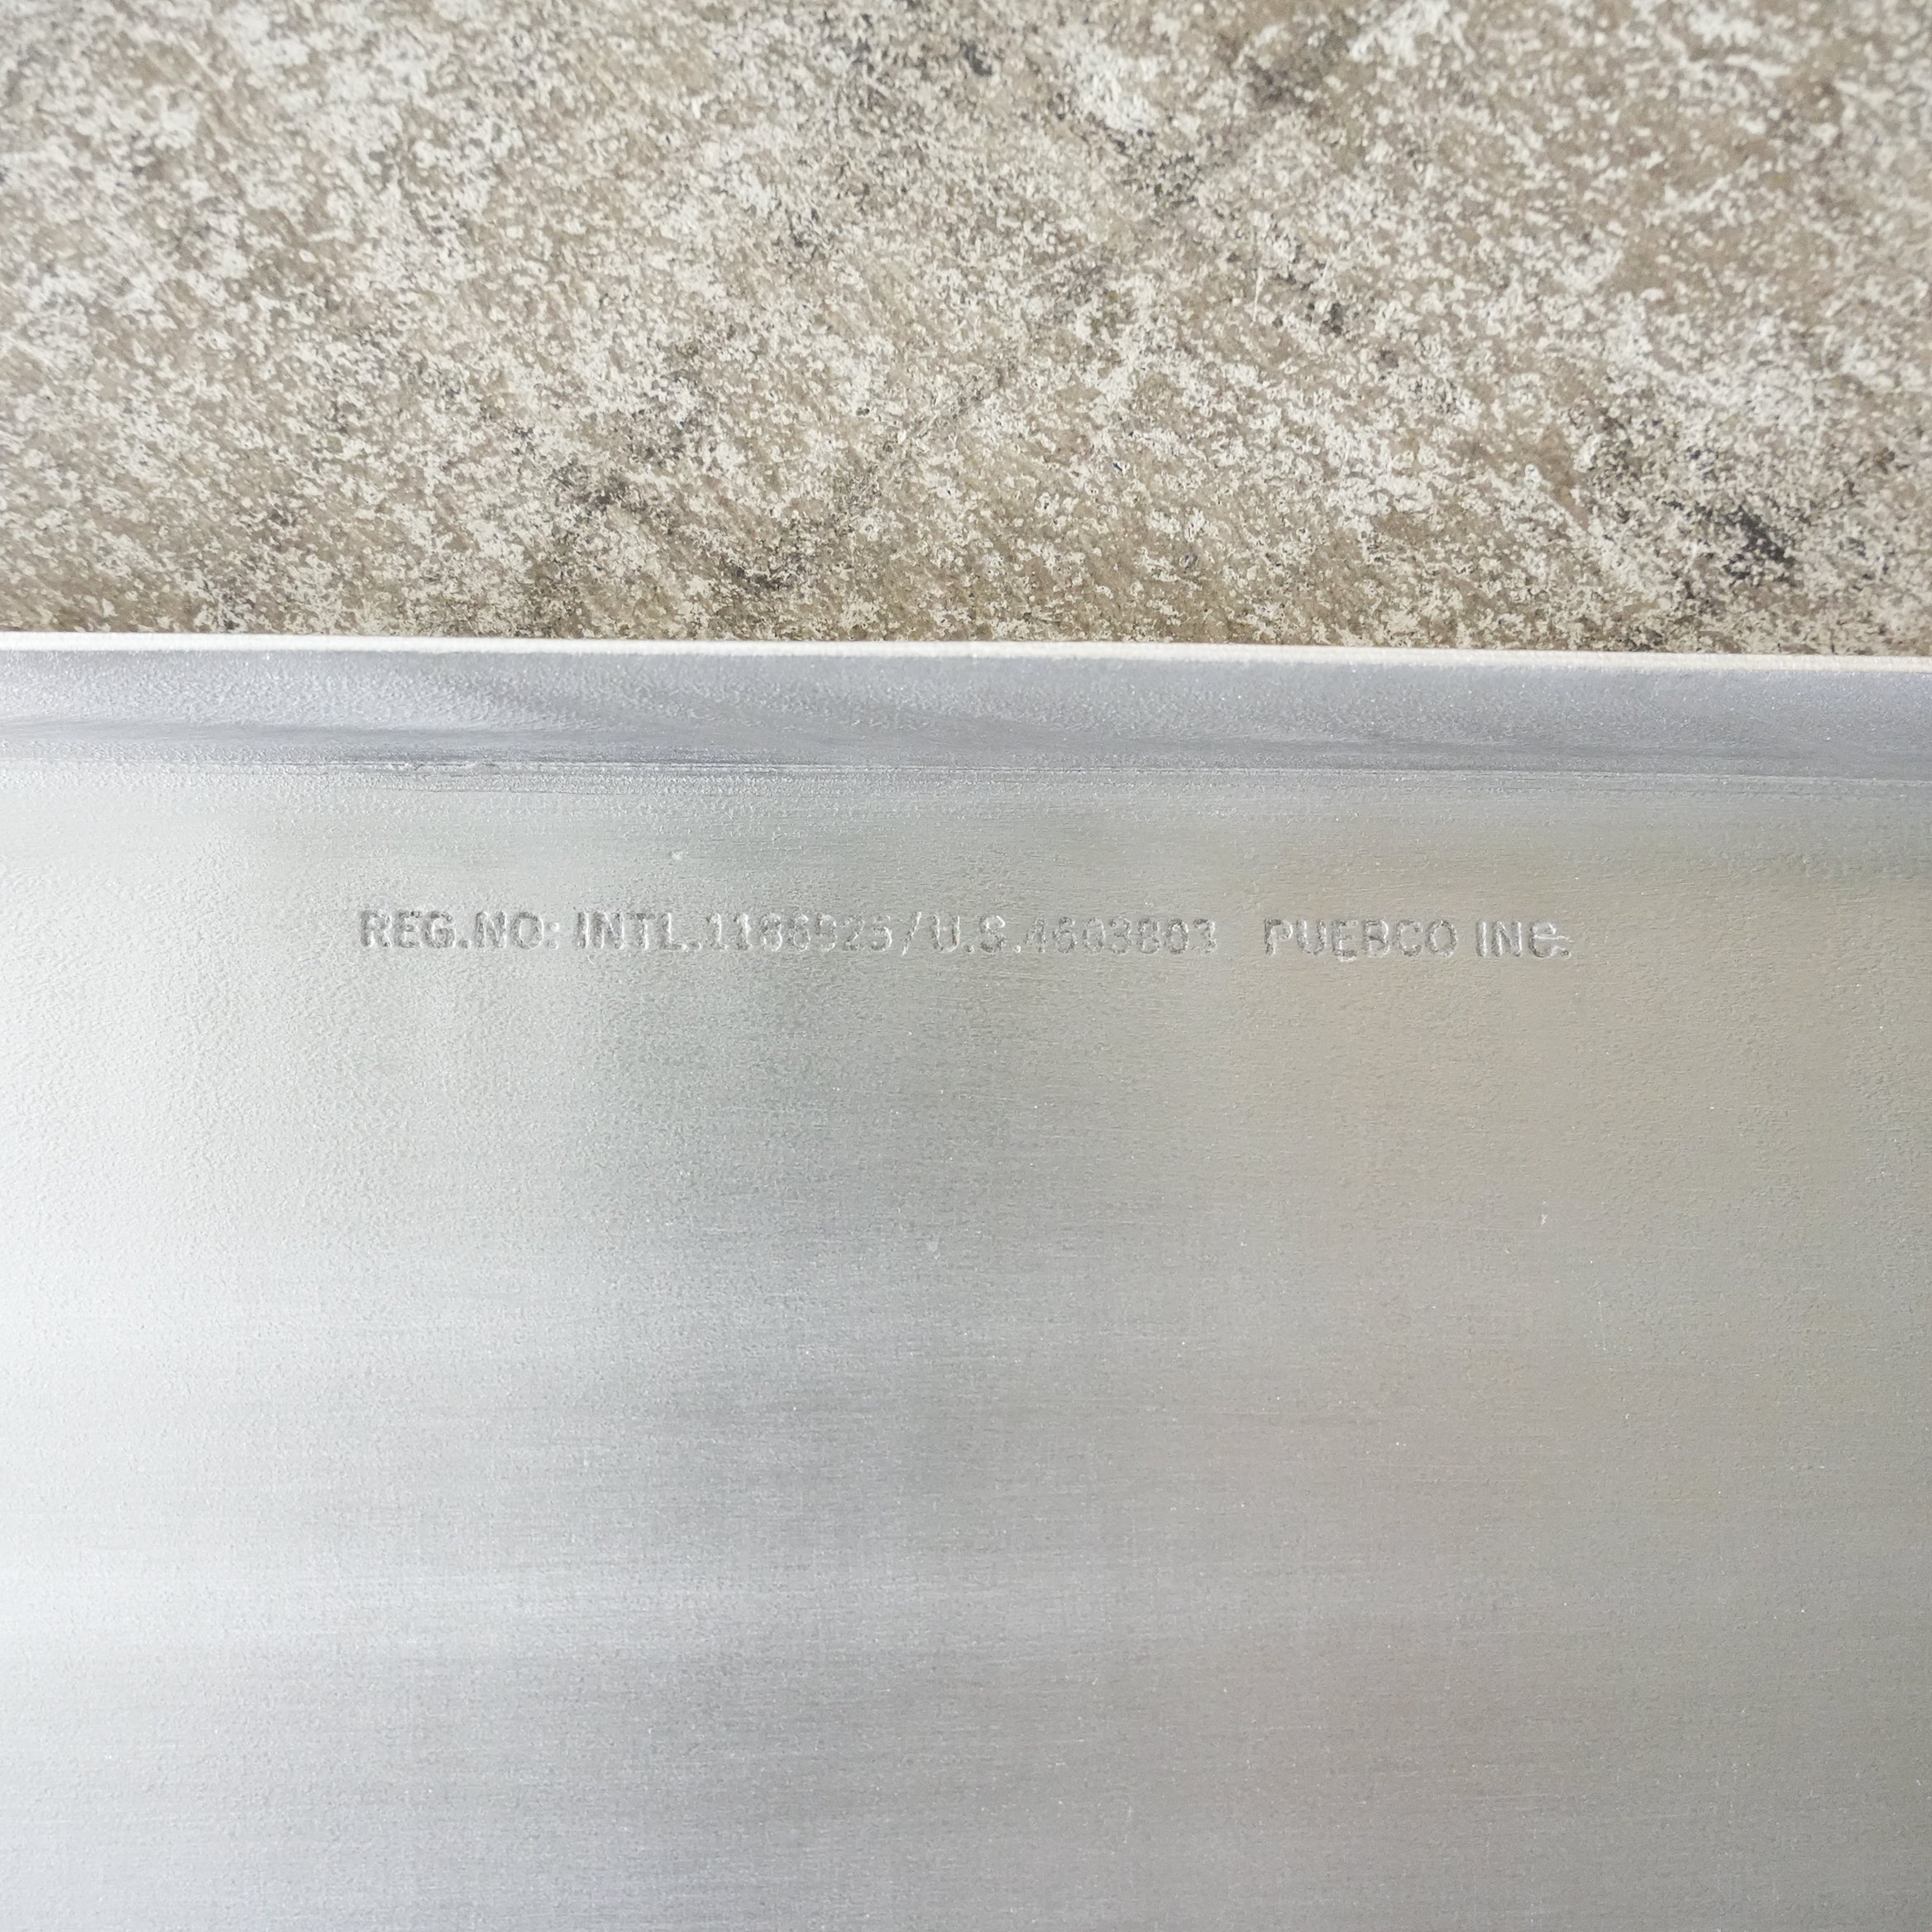 REG.NO: INTL.1166925/U.S.4603803 PUEBCO INC.